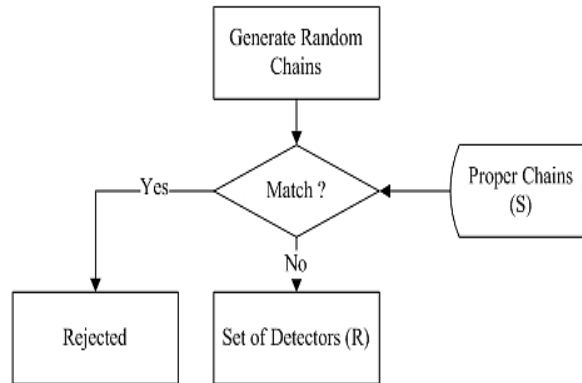 Generate Random
Chains
Yes
Match ?
Proper Chains
(S)
No
Rejected
Set of Detectors (R)